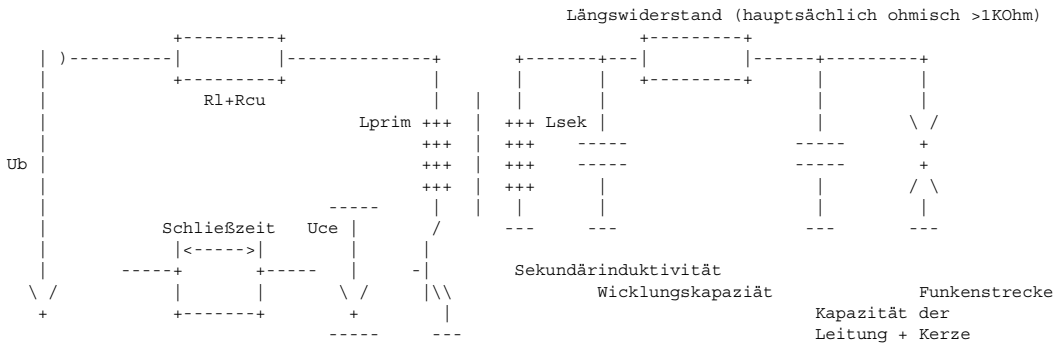 Längswiderstand (hauptsächlich ohmisch >1KOhm)
Rl+Rcu
Lprim
Lsek
Ub
Schließzeit
Uce
Sekundärinduktivität
Wicklungskapaziät
Funkenstrecke
Kapazität der
Leitung + Kerze